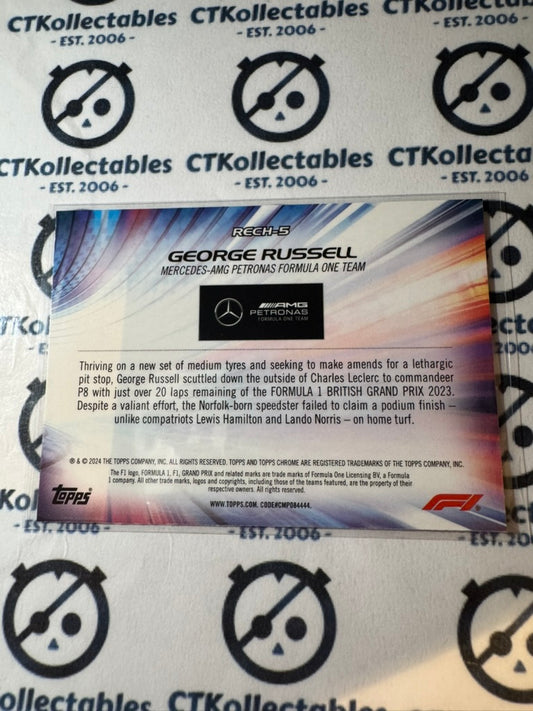 CTKollectables CTKollectables
- EST. 2006 - - EST. 2006 -
CTKollectables CTKollectables CTKollecta
- EST. 2006 - - EST. 2006 - - EST. 200
RECH-5
GEORGE RUSSELL
MERCEDES-AMG PETRONAS FORMULA ONE TEAM
AMG
PETRONAS
FORMULA ONE TEAM
Thriving on a new set of medium tyres and seeking to make amends for a lethargic
pit stop, George Russell scuttled down the outside of Charles Leclerc to commandeer
P8 with just over 20 laps remaining of the FORMULA 1 BRITISH GRAND PRIX 2023.
Despite a valiant effort, the Norfolk-born speedster failed to claim a podium finish –
unlike compatriots Lewis Hamilton and Lando Norris – on home turf.
® & © 2024 THE TOPPS COMPANY, INC. ALL RIGHTS RESERVED. TOPPS AND TOPPS CHROME ARE REGISTERED TRADEMARKS OF THE TOPPS COMPANY, INC.
The F1 logo, FORMULA 1, F1, GRAND PRIX and related marks are trade marks of Formula One Licensing BV, a Formula
1 company. All other trade marks, logos and copyrights, including those of the teams featured, are the property of their
respective owners. All rights reserved.
WWW.TOPPS.COM. CODE#CMP084444.
Topps
F1
- EST. 2006 - - EST. 2006 - - EST. 200
ollectables CTKollectables CTKollecta